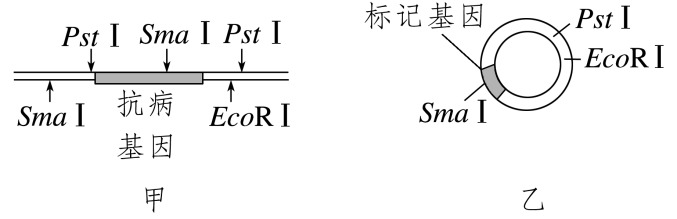 Pst Ⅰ Sma Ⅰ Pst Ⅰ
Sma Ⅰ EcoR Ⅰ
抗病
基因
甲
标记基因
Pst Ⅰ
EcoR Ⅰ
Sma Ⅰ
乙